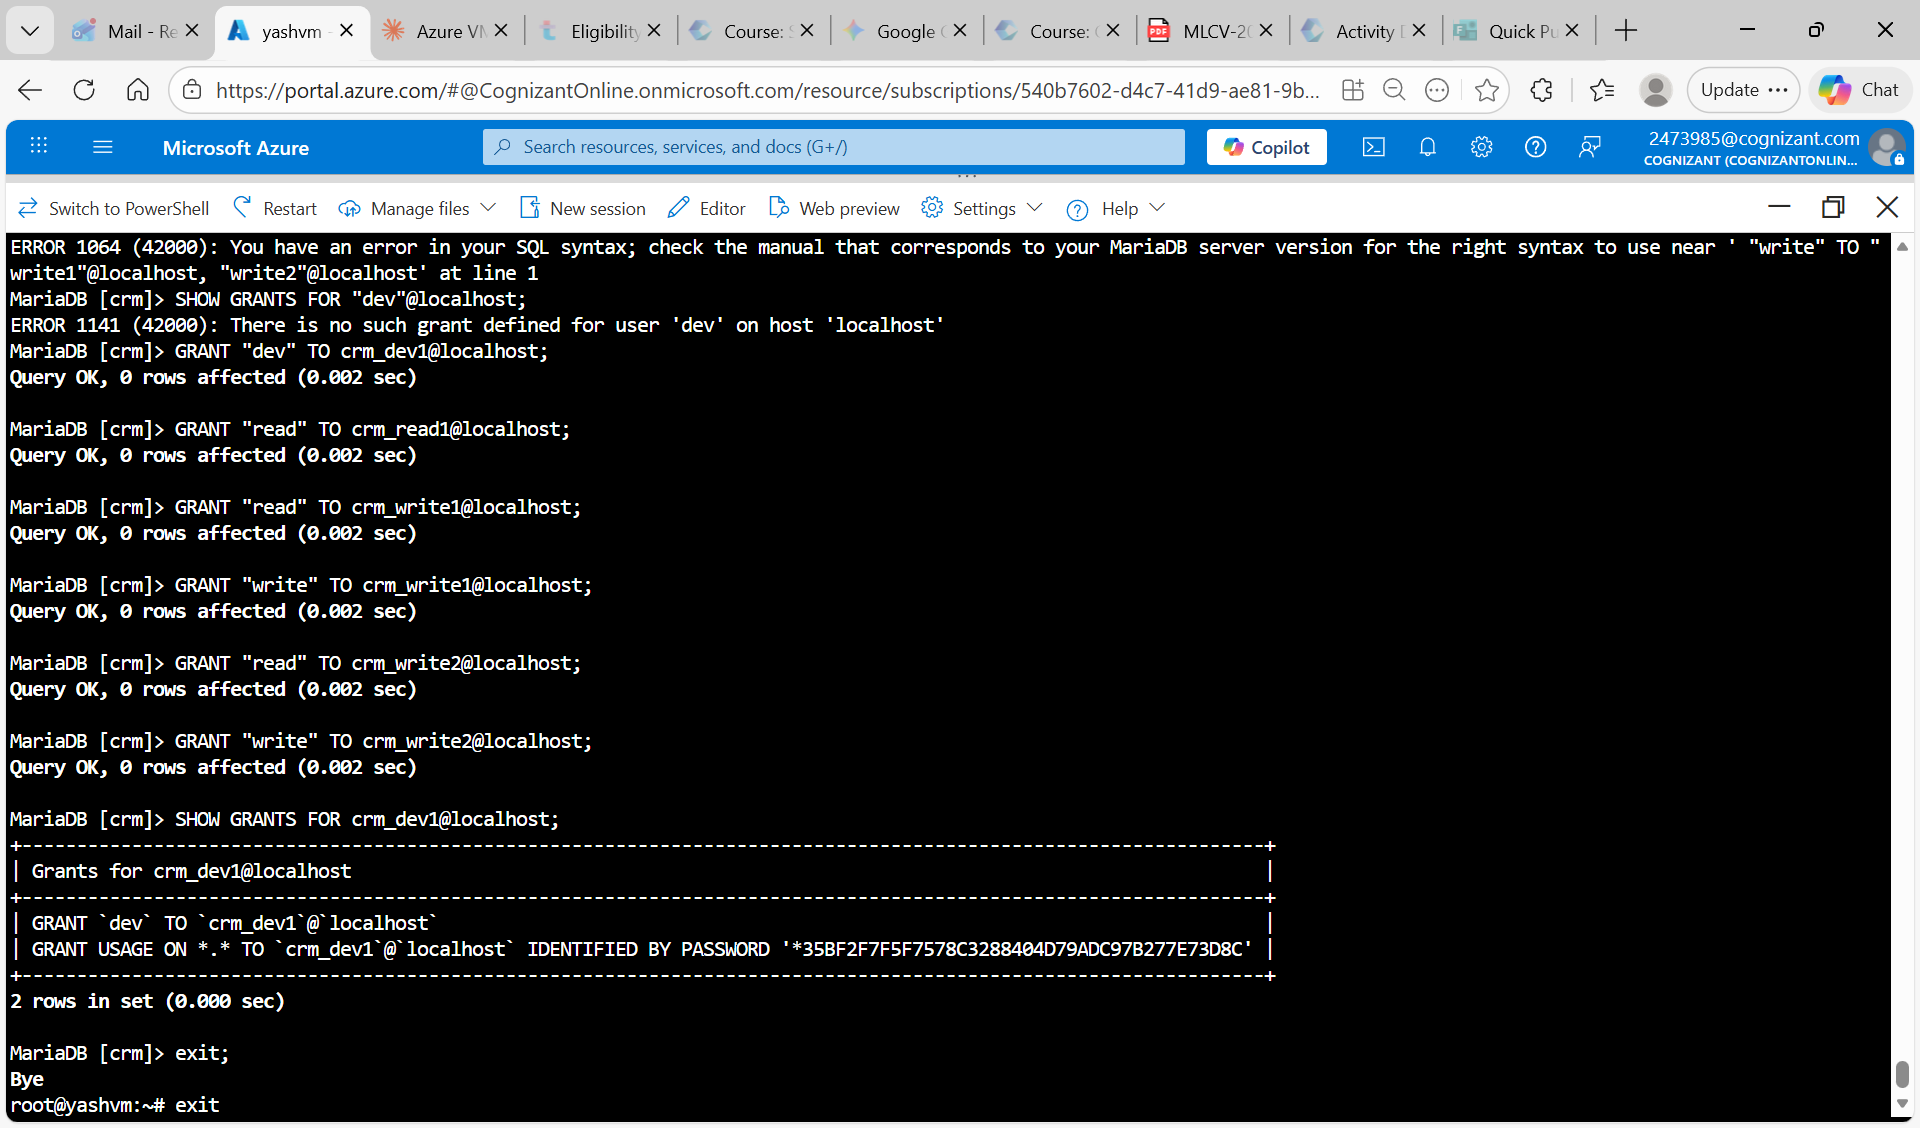 Mail - Re
yashvm -
Azure VM
Eligibility
Course: S
Google C
Course: C
PDF
MLCV-20
Activity D
Quick Pu
https://portal.azure.com/#@CognizantOnline.onmicrosoft.com/resource/subscriptions/540b7602-d4c7-41d9-ae81-9b...
Update
Chat
Microsoft Azure
Search resources, services, and docs (G+/)
Copilot
2473985@cognizant.com
COGNIZANT (COGNIZANTONLIN...
Switch to PowerShell
Restart
Manage files
New session
Editor
Web preview
Settings
Help
ERROR 1064 (42000): You have an error in your SQL syntax; check the manual that corresponds to your MariaDB server version for the right syntax to use near ' "write" TO "
write1"@localhost, "write2"@localhost' at line 1
MariaDB [crm]> SHOW GRANTS FOR "dev"@localhost;
ERROR 1141 (42000): There is no such grant defined for user 'dev' on host 'localhost'
MariaDB [crm]> GRANT "dev" TO crm_dev1@localhost;
Query OK, 0 rows affected (0.002 sec)
MariaDB [crm]> GRANT "read" TO crm_read1@localhost;
Query OK, 0 rows affected (0.002 sec)
MariaDB [crm]> GRANT "read" TO crm_write1@localhost;
Query OK, 0 rows affected (0.002 sec)
MariaDB [crm]> GRANT "write" TO crm_write1@localhost;
Query OK, 0 rows affected (0.002 sec)
MariaDB [crm]> GRANT "read" TO crm_write2@localhost;
Query OK, 0 rows affected (0.002 sec)
MariaDB [crm]> GRANT "write" TO crm_write2@localhost;
Query OK, 0 rows affected (0.002 sec)
MariaDB [crm]> SHOW GRANTS FOR crm_dev1@localhost;
+-----------------------------------------------------------------------------------------------------------------+
| Grants for crm_dev1@localhost |
+-----------------------------------------------------------------------------------------------------------------+
| GRANT `dev` TO `crm_dev1`@`localhost` |
| GRANT USAGE ON *.* TO `crm_dev1`@`localhost` IDENTIFIED BY PASSWORD '*35BF2F7F5F7578C3288404D79ADC97B277E73D8C' |
+-----------------------------------------------------------------------------------------------------------------+
2 rows in set (0.000 sec)
MariaDB [crm]> exit;
Bye
root@yashvm:~# exit